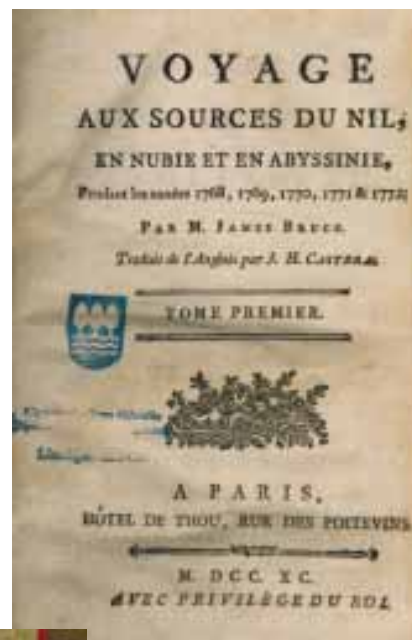 VOYAGE
AUX SOURCES DU NIL,
EN NUBIE ET EN ABYSSINIE,
Pendant les années 1768, 1769, 1770, 1771 & 1772;
PAR M. JAMES BRUCE.
Traduit de l'Anglois par J. H. CASTERA.
TOME PREMIER.
A PARIS,
HÔTEL DE THOU, RUE DES POITEVINS
M. DCC. XC.
AVEC PRIVILÈGE DU ROI.